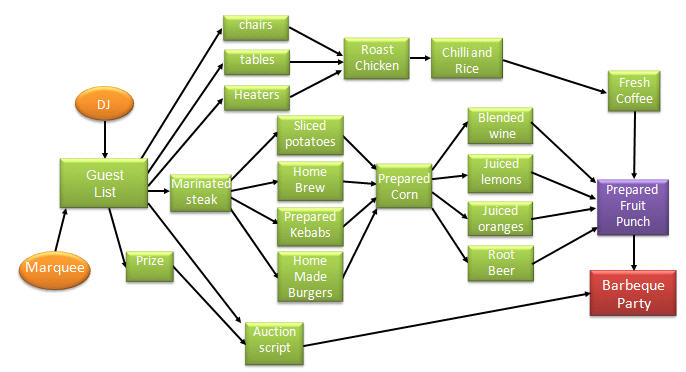 chairs
tables
Heaters
Roast
Chicken
Chilli and
Rice
Fresh
Coffee
DJ
Guest
List
Marquee
Marinated
steak
Sliced
potatoes
Home
Brew
Prepared
Kebabs
Home
Made
Burgers
Prepared
Corn
Blended
wine
Juiced
lemons
Juiced
oranges
Root
Beer
Prepared
Fruit
Punch
Prize
Auction
script
Barbeque
Party